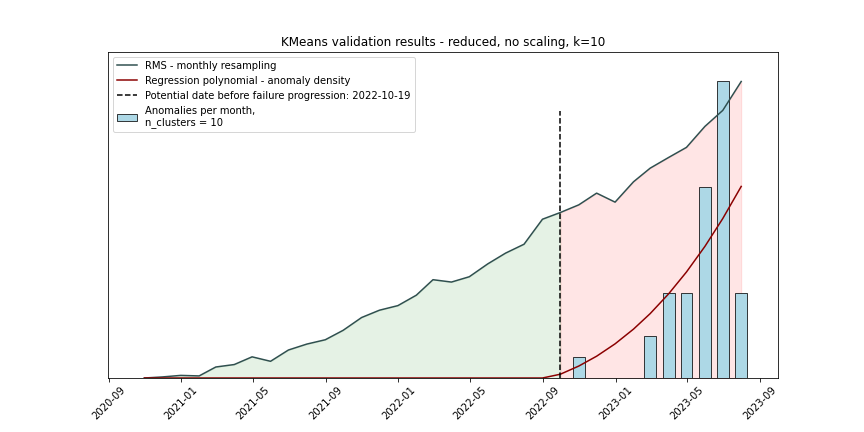 KMeans validation results - reduced, no scaling, k=10
RMS - monthly resampling
Regression polynomial - anomaly density
Potential date before failure progression: 2022-10-19
Anomalies per month,
n_clusters = 10
2020-09
2021-01
2021-05
2021-09
2022-01
2022-05
2022-09
2023-01
2023-05
2023-09